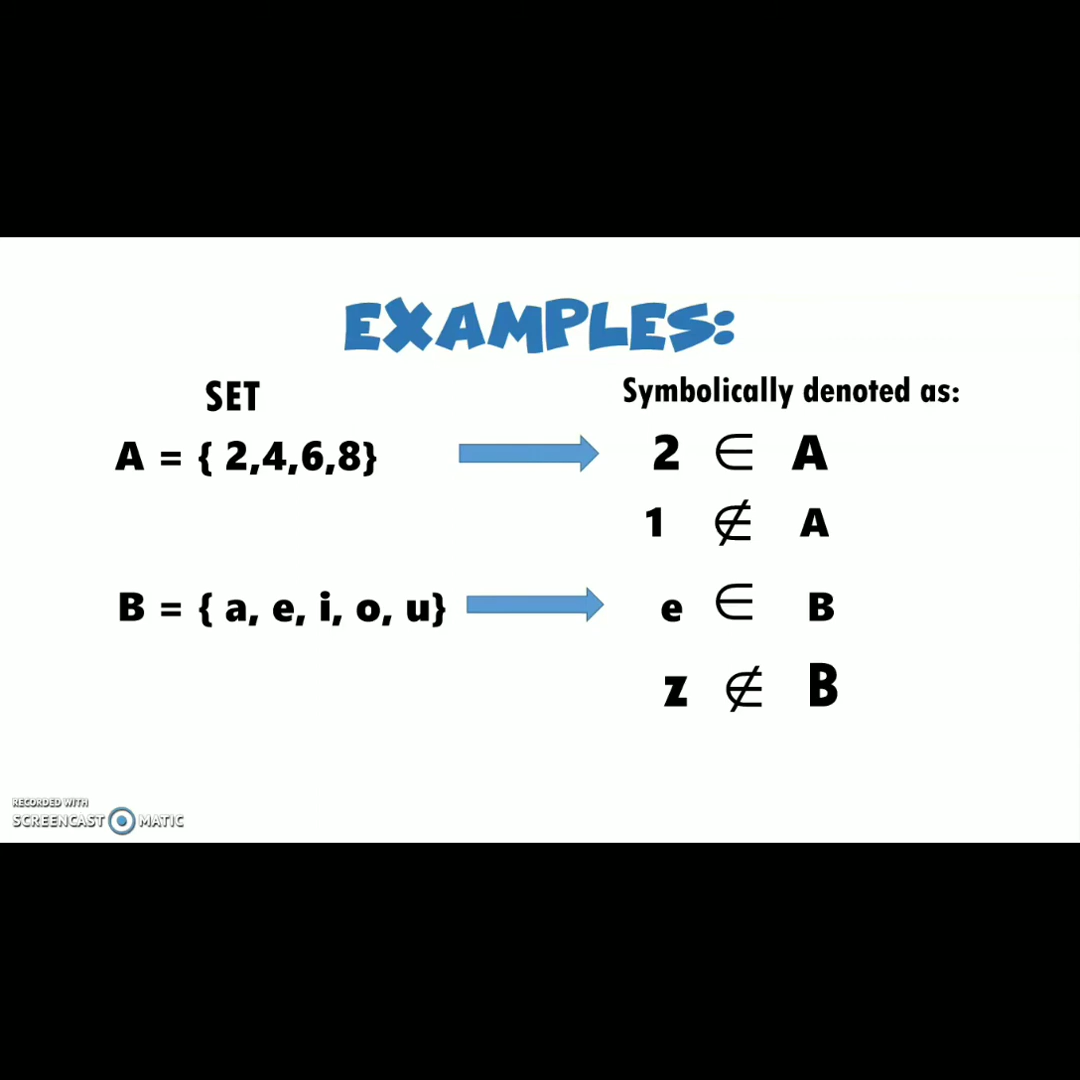 EXAMPLES:
SET
Symbolically denoted as:
A = { 2,4,6,8}
2 ∈ A
1 ∉ A
B = { a, e, i, o, u}
e ∈ B
z ∉ B
RECORDED WITH
SCREENCAST MATIC